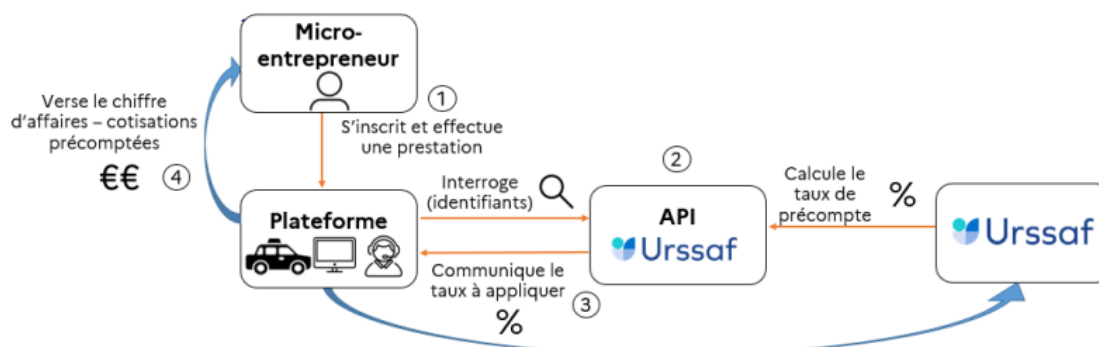 Micro-
entrepreneur
①
S'inscrit et effectue
une prestation
Verse le chiffre
d'affaires – cotisations
précomptées
€€ ④
Plateforme
Interroge
(identifiants)
②
API
Urssaf
Calcule le
taux de
précompte
%
Urssaf
Communique le
taux à appliquer
③
%